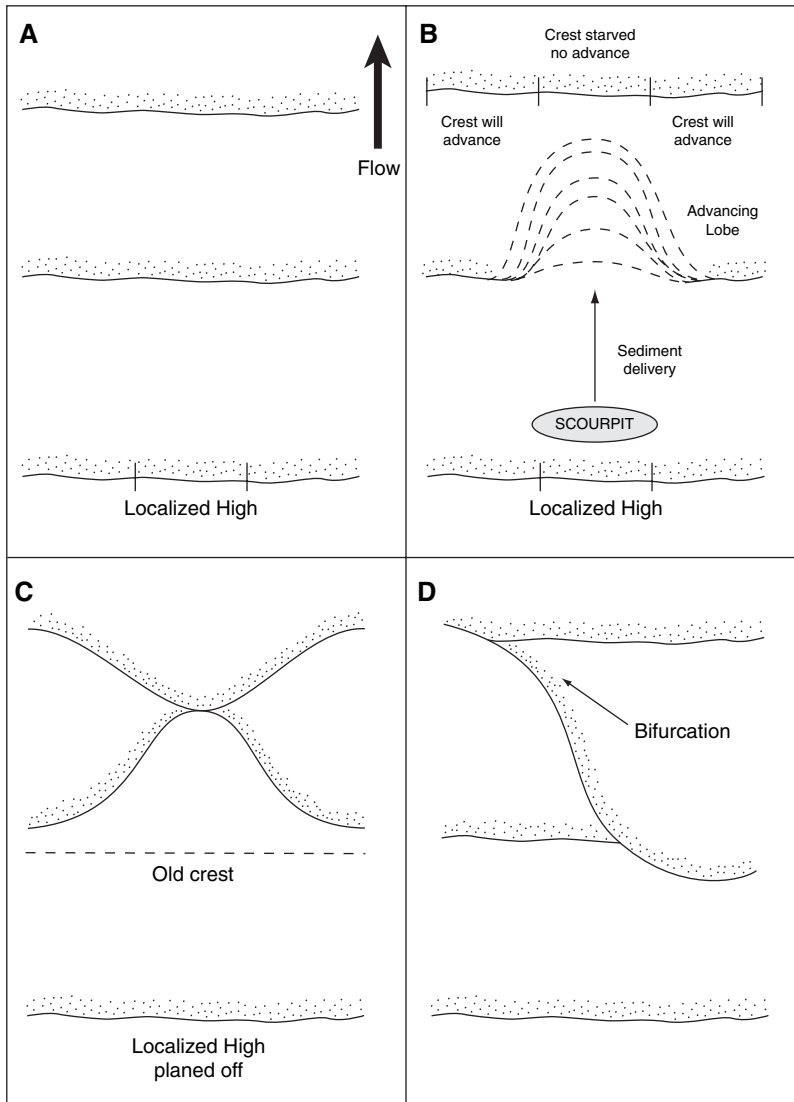 A
Flow
Localized High
B
Crest starved
no advance
Crest will
advance
Crest will
advance
Advancing
Lobe
Sediment
delivery
SCOURPIT
Localized High
C
Old crest
Localized High
planed off
D
Bifurcation